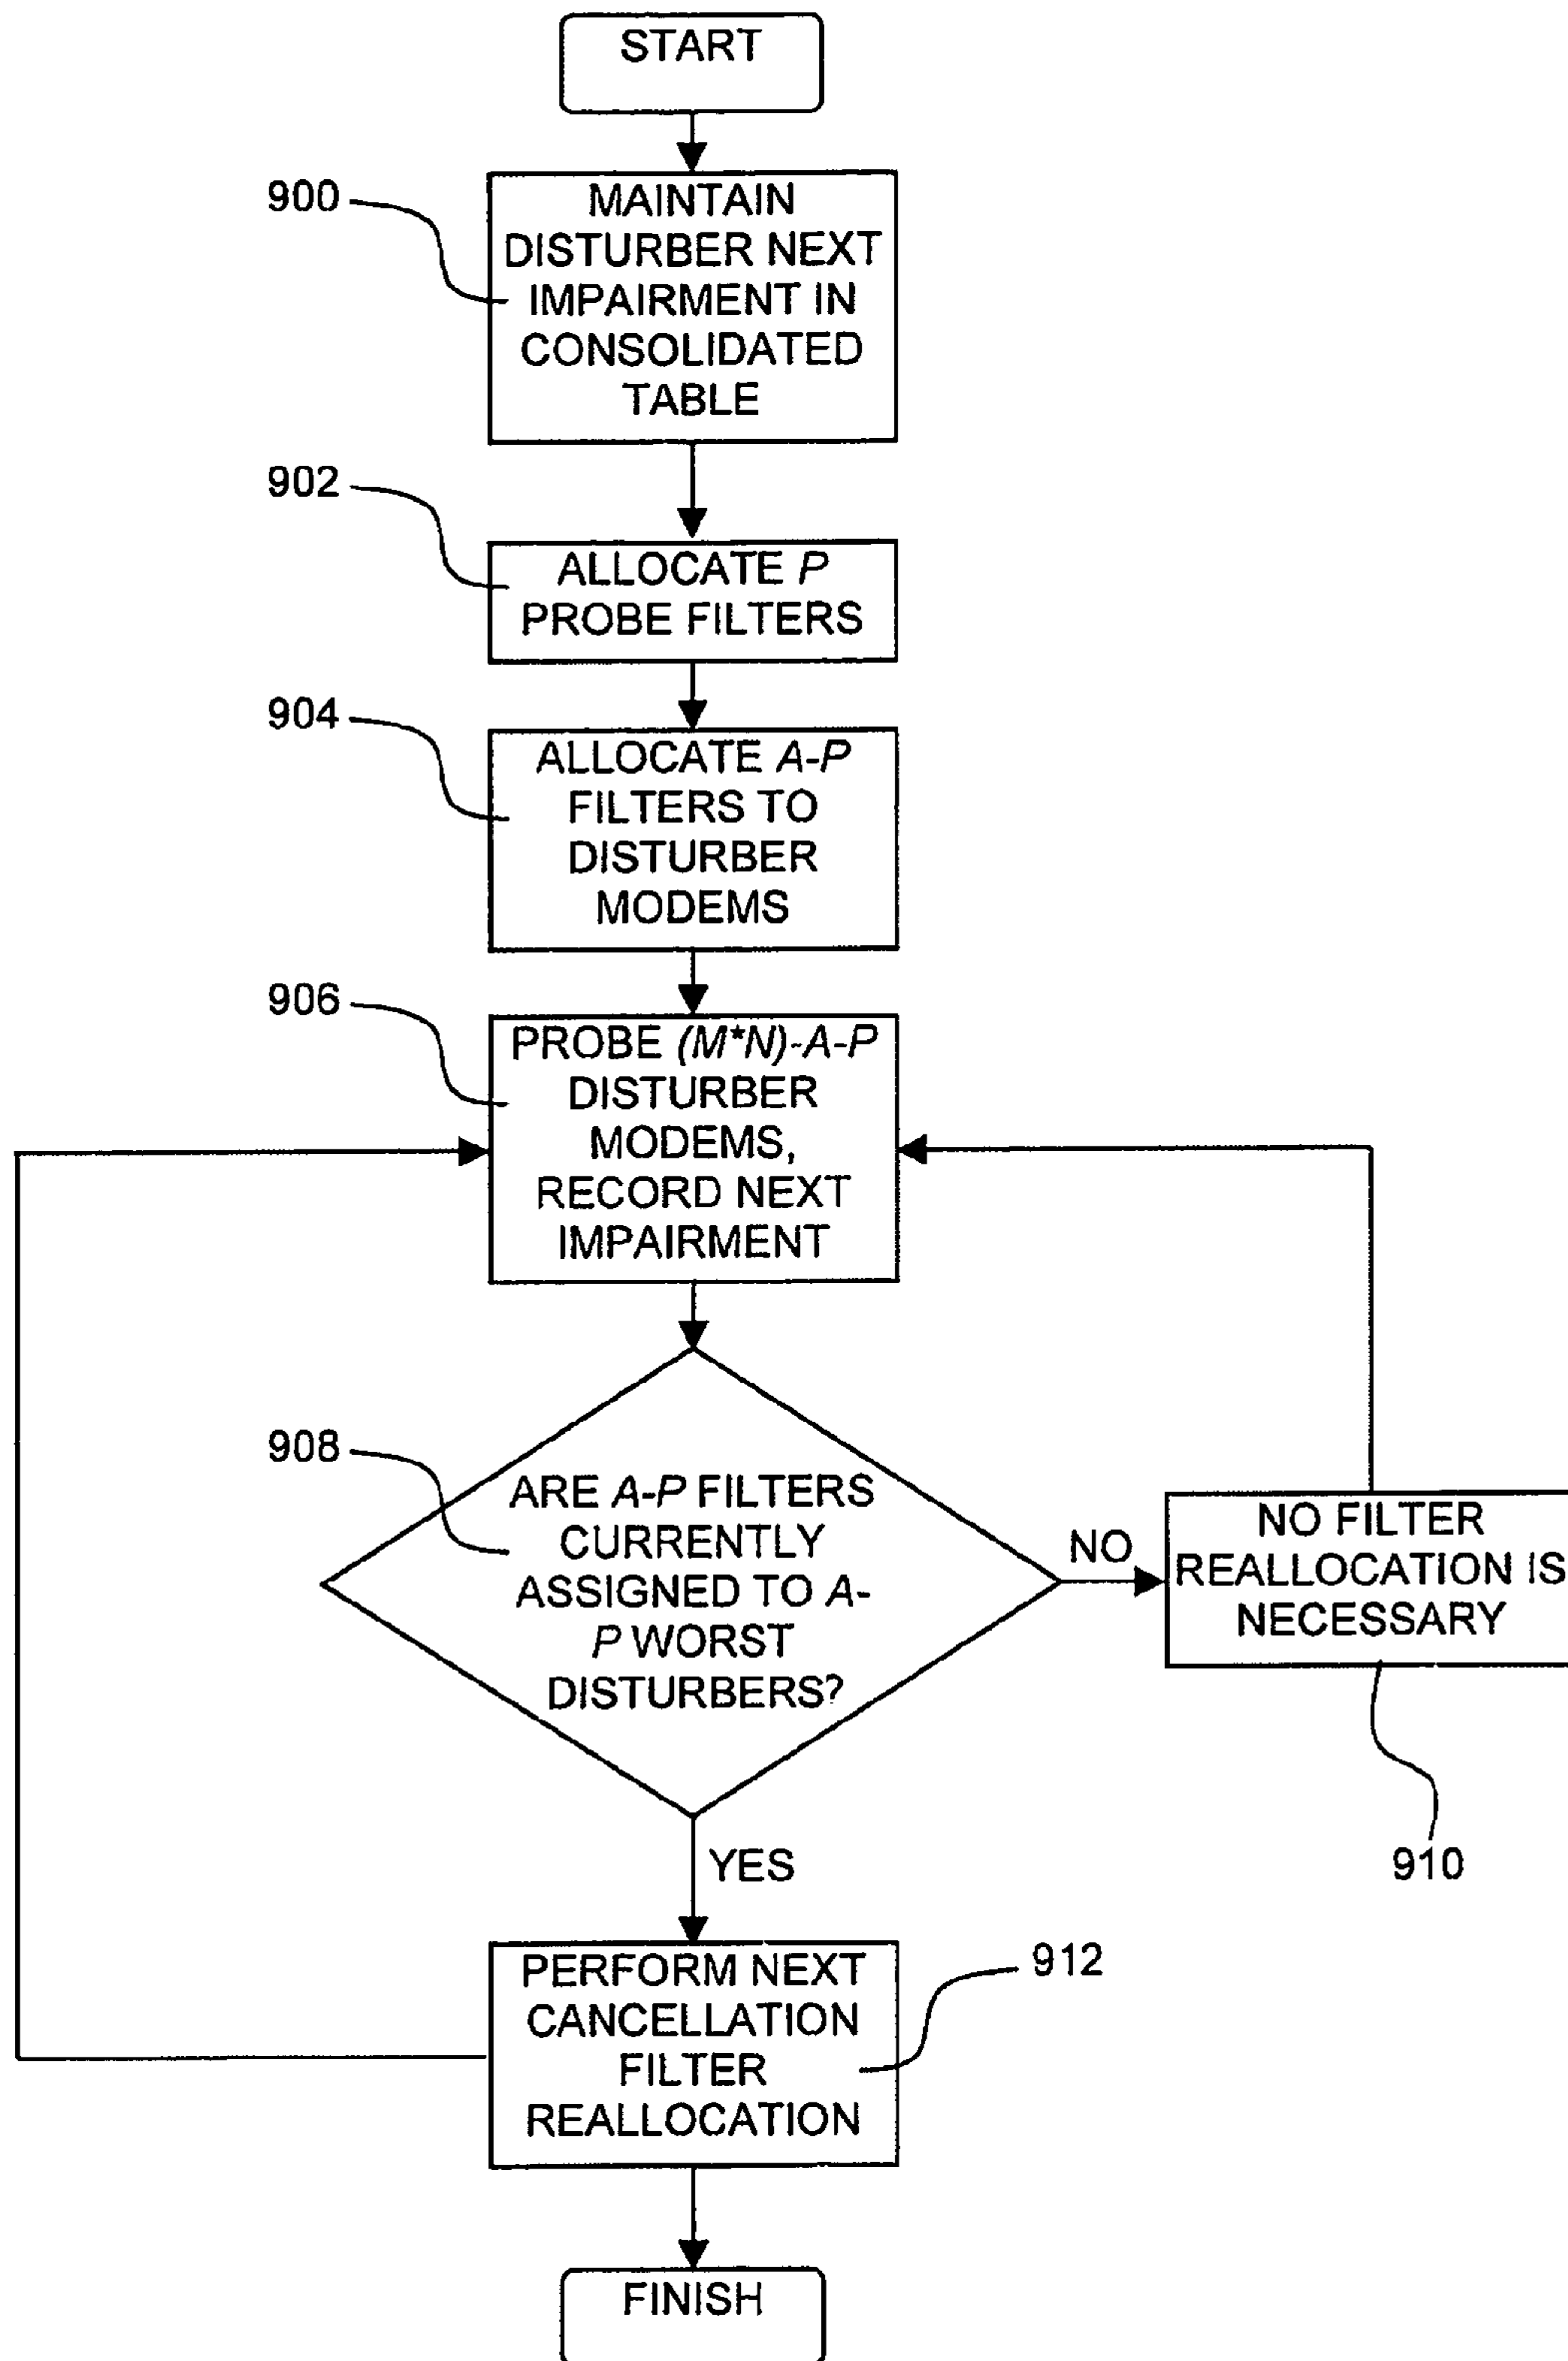 START
900
MAINTAIN
DISTURBER NEXT
IMPAIRMENT IN
CONSOLIDATED
TABLE
902
ALLOCATE P
PROBE FILTERS
904
ALLOCATE A-P
FILTERS TO
DISTURBER
MODEMS
906
PROBE (M*N)-A-P
DISTURBER
MODEMS,
RECORD NEXT
IMPAIRMENT
908
ARE A-P FILTERS
CURRENTLY
ASSIGNED TO A-
P WORST
DISTURBERS?
NO
NO FILTER
REALLOCATION IS
NECESSARY
910
YES
PERFORM NEXT
CANCELLATION
FILTER
REALLOCATION
912
FINISH